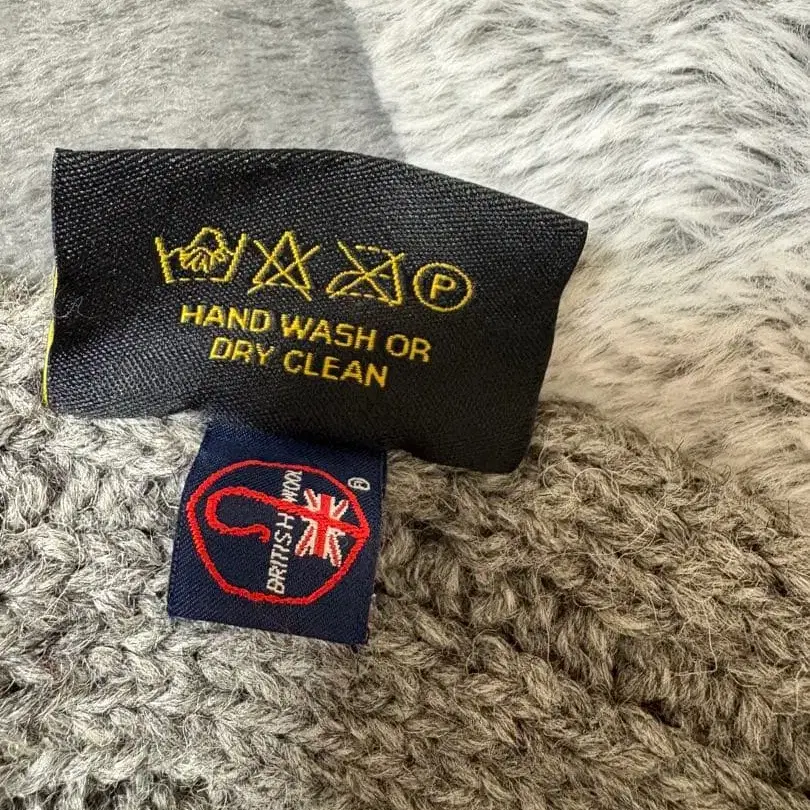 P
HAND WASH OR
DRY CLEAN
BRITISH WOOL
®